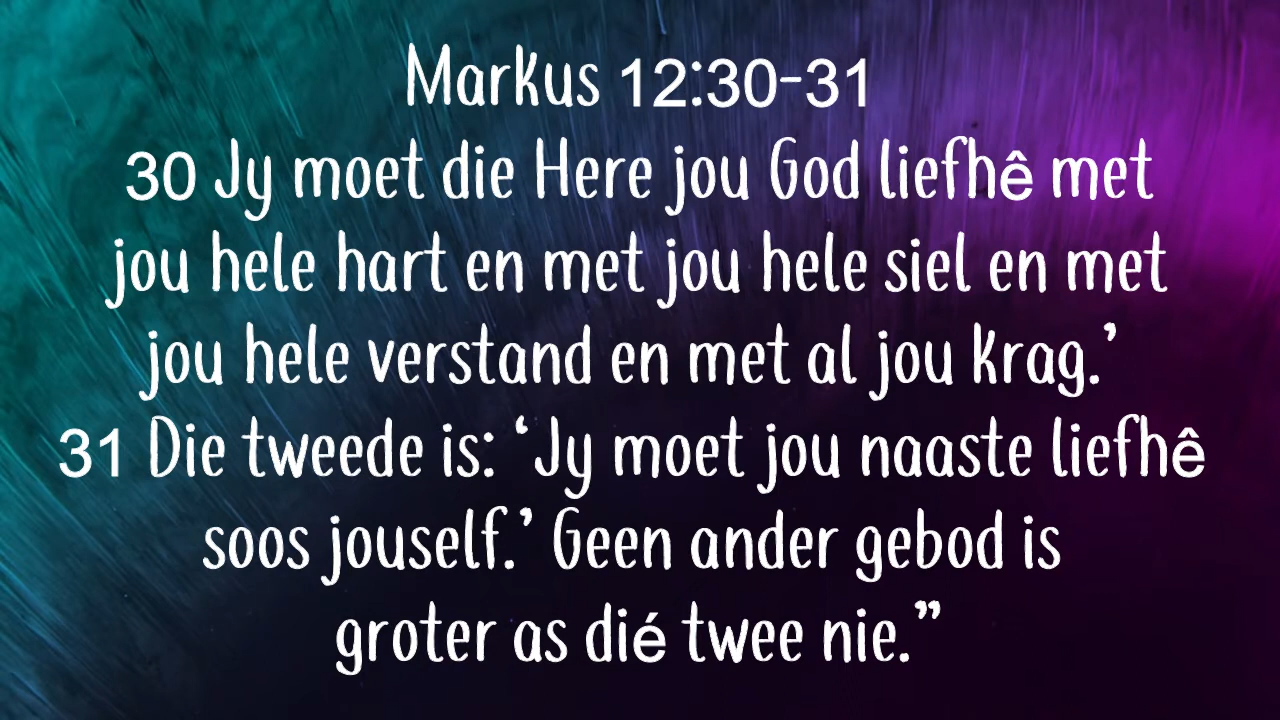 Markus 12:30-31
30 Jy moet die Here jou God liefhê met
jou hele hart en met jou hele siel en met
jou hele verstand en met al jou krag.’
31 Die tweede is: ‘Jy moet jou naaste liefhê
soos jouself.’ Geen ander gebod is
groter as dié twee nie.”